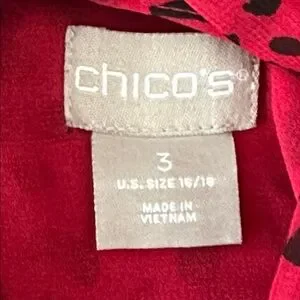 chico's®
3
U.S. SIZE 16/18
MADE IN
VIETNAM